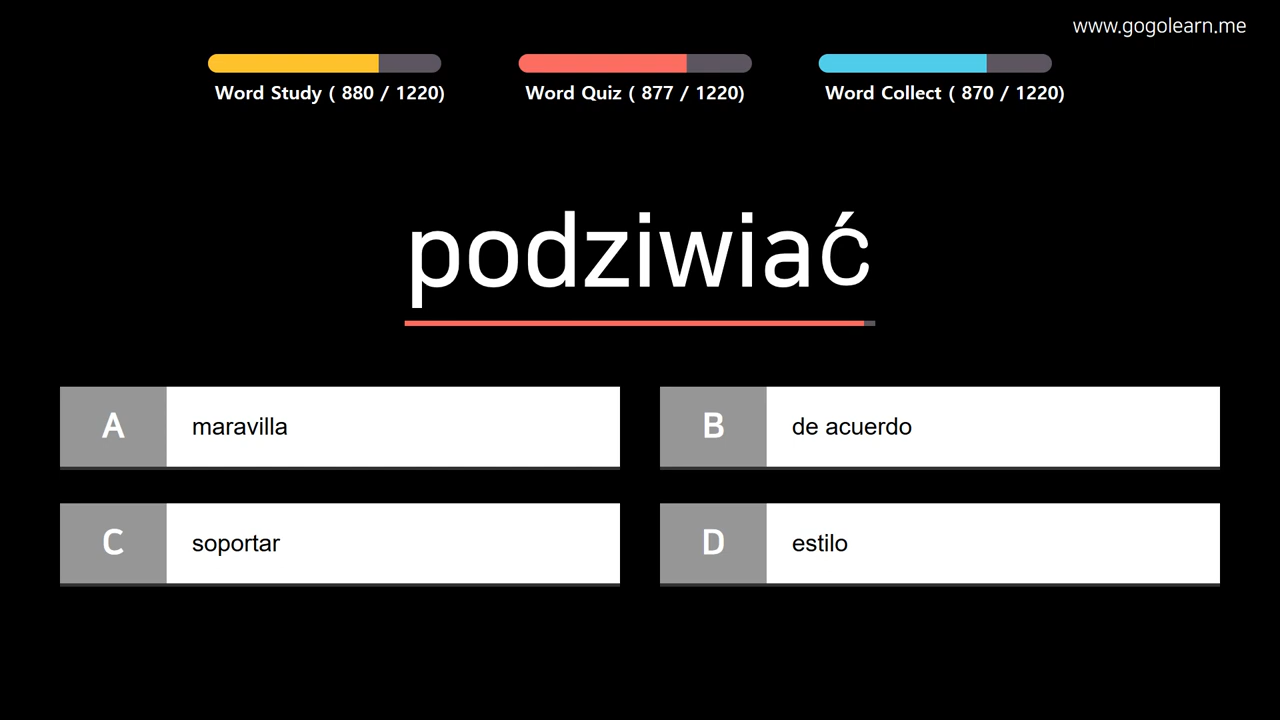 www.gogolearn.me
Word Study ( 880 / 1220)
Word Quiz ( 877 / 1220)
Word Collect ( 870 / 1220)
podziwiać
A maravilla
B de acuerdo
C soportar
D estilo